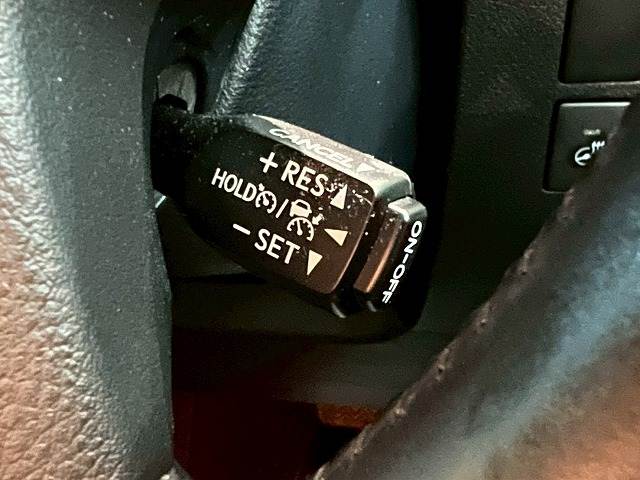 CANCEL
+ RES
HOLD /
− SET
ON-OFF